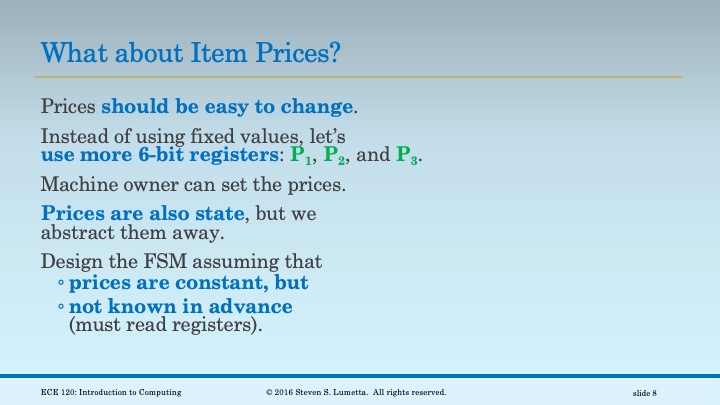 What about Item Prices?
Prices should be easy to change.
Instead of using fixed values, let’s
use more 6-bit registers: P1, P2, and P3.
Machine owner can set the prices.
Prices are also state, but we
abstract them away.
Design the FSM assuming that
◦ prices are constant, but
◦ not known in advance
(must read registers).
ECE 120: Introduction to Computing
© 2016 Steven S. Lumetta. All rights reserved.
slide 8